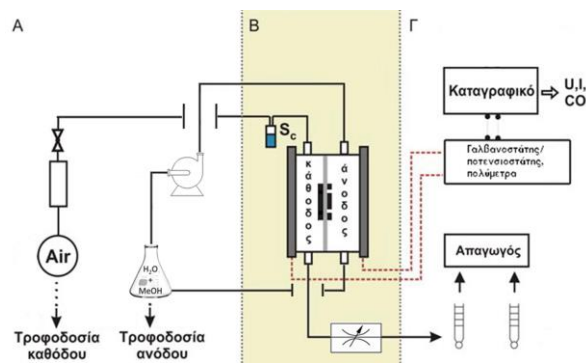 Α
Β
Γ
Καταγραφικό
U,I,
CO
Sc
Γαλβανοστάτης/
ποτενσιοστάτης,
πολύμετρα
κάθοδος
άνοδος
Air
H₂O
+
MeOH
Απαγωγός
Τροφοδοσία
καθόδου
Τροφοδοσία
ανόδου